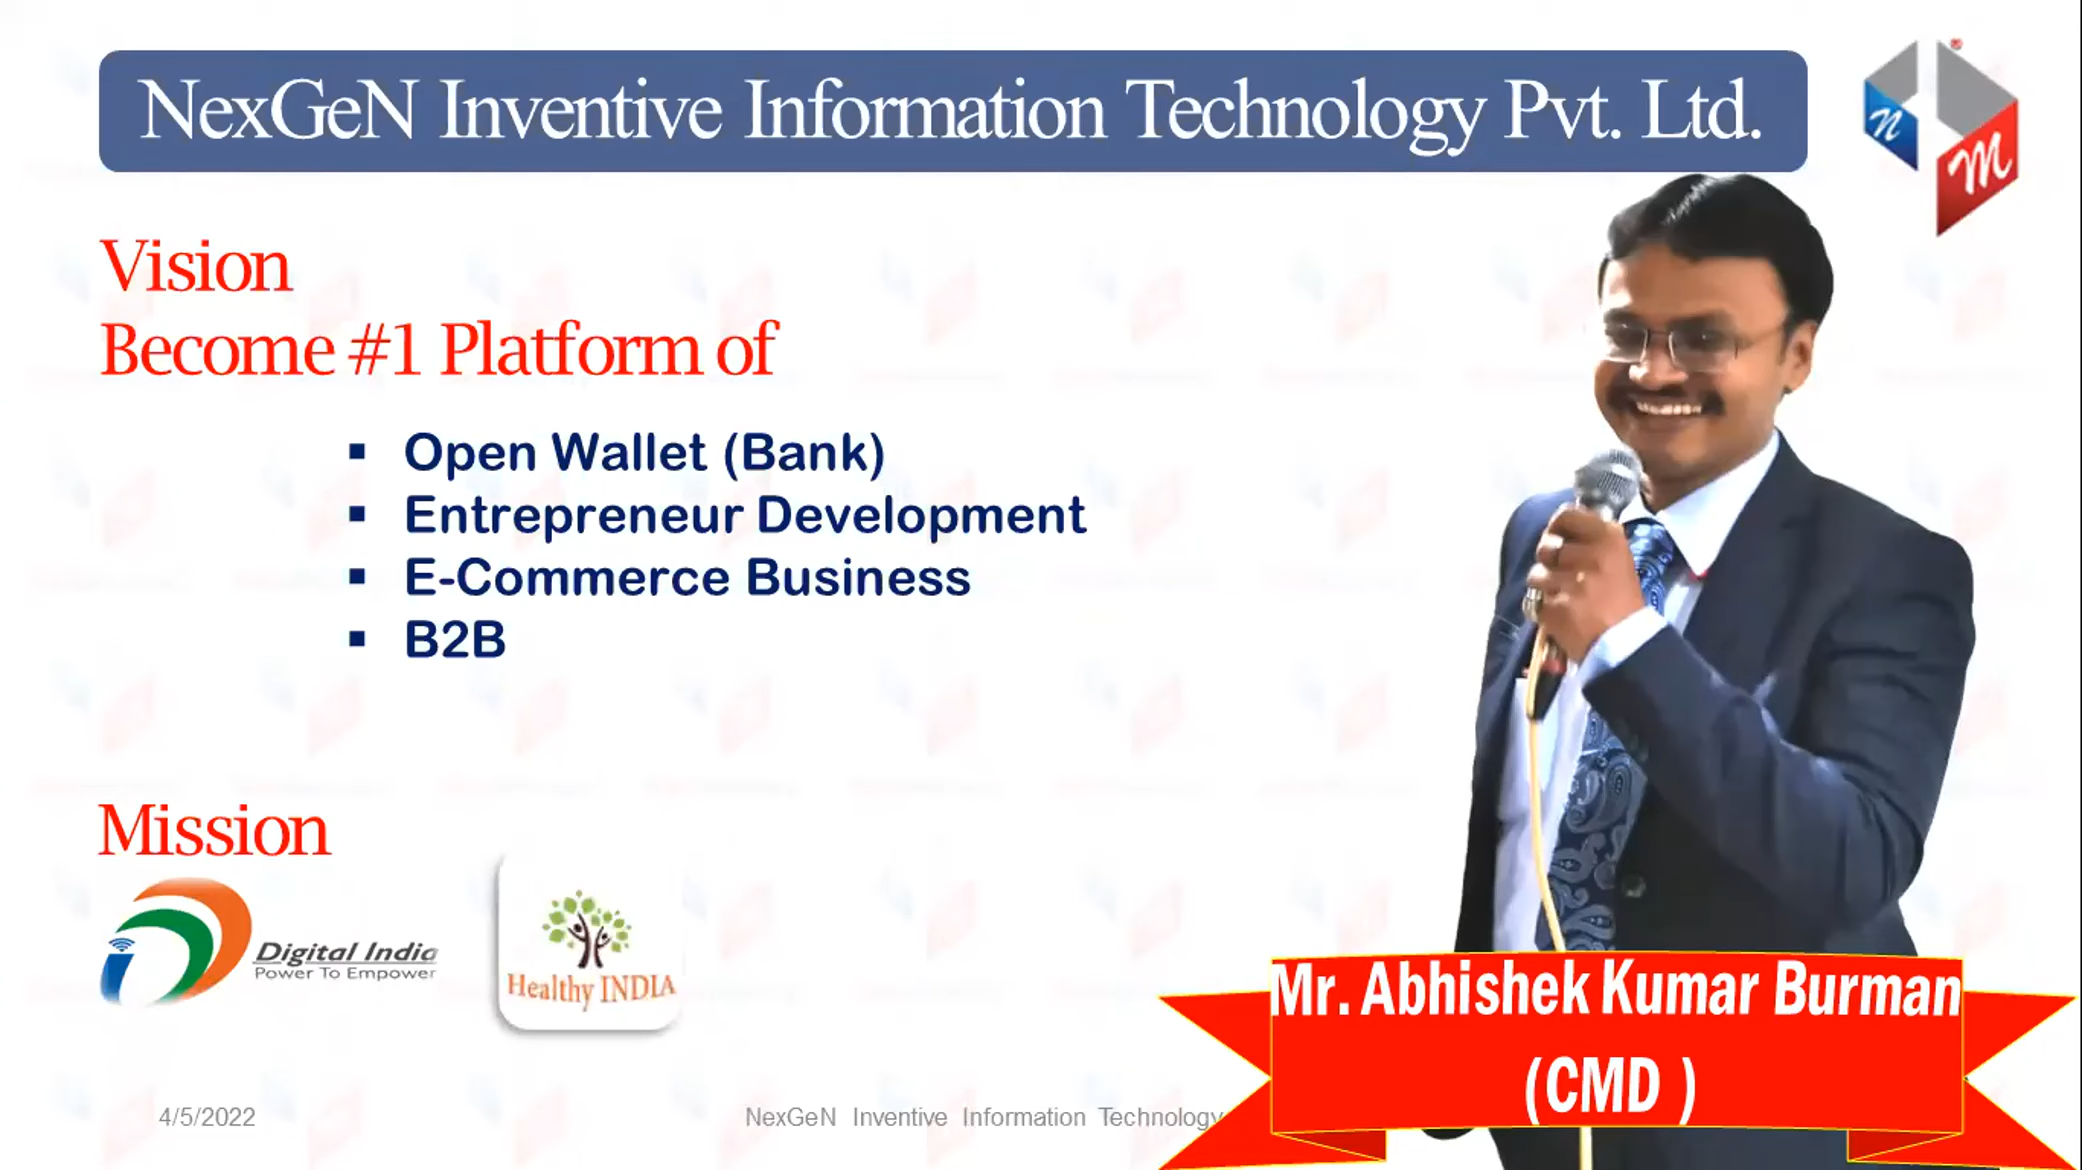 NexGeN Inventive Information Technology Pvt. Ltd.
n
M
Vision
Become #1 Platform of
Open Wallet (Bank)
Entrepreneur Development
E-Commerce Business
B2B
Mission
Digital India
Power To Empower
Healthy INDIA
Mr. Abhishek Kumar Burman
(CMD )
4/5/2022
NexGeN Inventive Information Technology